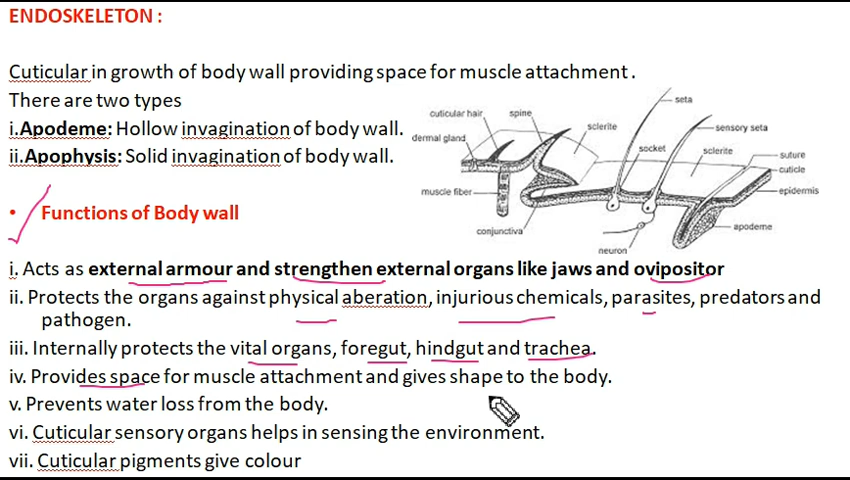 ENDOSKELETON :
Cuticular in growth of body wall providing space for muscle attachment .
There are two types
i.Apodeme: Hollow invagination of body wall.
ii.Apophysis: Solid invagination of body wall.
cuticular hair
spine
sclerite
seta
sensory seta
dermal gland
socket
sclerite
suture
cuticle
muscle fiber
epidermis
conjunctiva
apodeme
neuron
• Functions of Body wall
i. Acts as external armour and strengthen external organs like jaws and ovipositor
ii. Protects the organs against physical aberation, injurious chemicals, parasites, predators and
pathogen.
iii. Internally protects the vital organs, foregut, hindgut and trachea.
iv. Provides space for muscle attachment and gives shape to the body.
v. Prevents water loss from the body.
vi. Cuticular sensory organs helps in sensing the environment.
vii. Cuticular pigments give colour